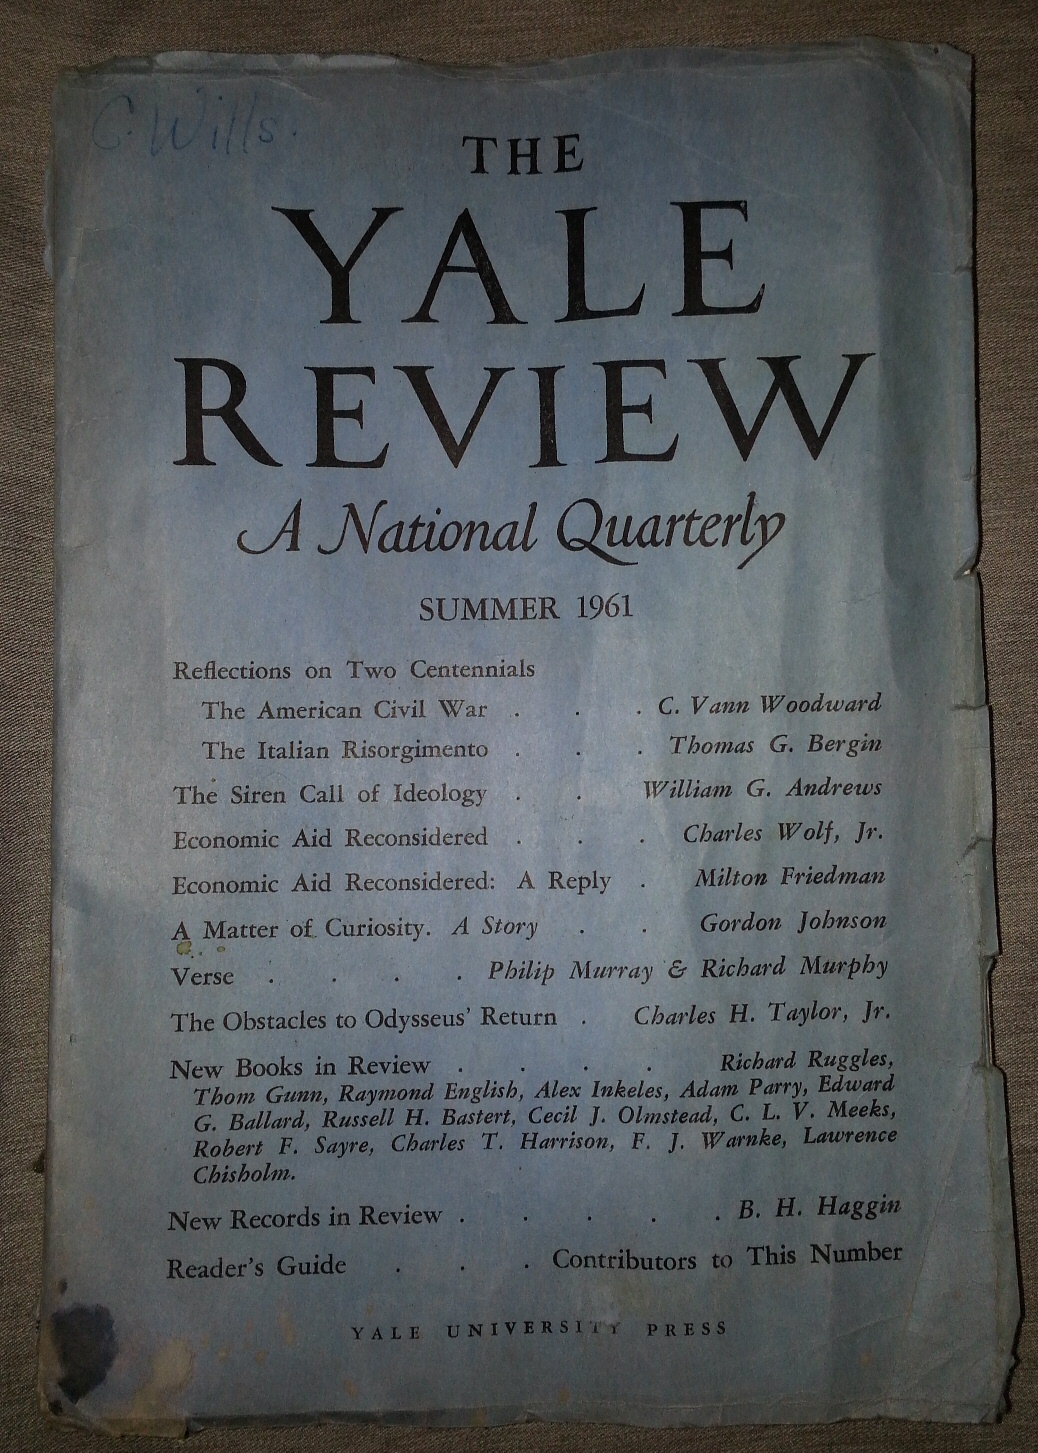 C. Wills.
THE
YALE
REVIEW
A National Quarterly
SUMMER 1961
Reflections on Two Centennials
The American Civil War . . . C. Vann Woodward
The Italian Risorgimento . . . Thomas G. Bergin
The Siren Call of Ideology . . William G. Andrews
Economic Aid Reconsidered . . . Charles Wolf, Jr.
Economic Aid Reconsidered: A Reply . Milton Friedman
A Matter of Curiosity. A Story . . Gordon Johnson
Verse . . . . Philip Murray & Richard Murphy
The Obstacles to Odysseus' Return . Charles H. Taylor, Jr.
New Books in Review . . . . Richard Ruggles,
Thom Gunn, Raymond English, Alex Inkeles, Adam Parry, Edward
G. Ballard, Russell H. Bastert, Cecil J. Olmstead, C. L. V. Meeks,
Robert F. Sayre, Charles T. Harrison, F. J. Warnke, Lawrence
Chisholm.
New Records in Review . . . . . B. H. Haggin
Reader's Guide . . . Contributors to This Number
YALE UNIVERSITY PRESS